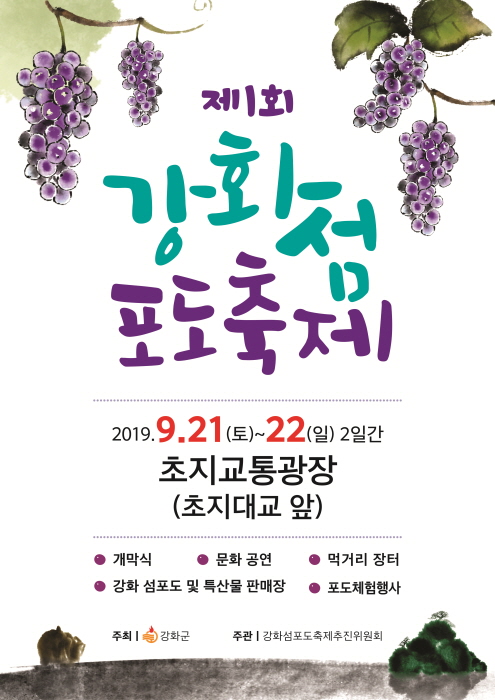 제1회
강화섬
포도축제
2019.9.21(토)~22(일) 2일간
초지교통광장
(초지대교 앞)
개막식 문화 공연 먹거리 장터
강화 섬포도 및 특산물 판매장 포도체험행사
주최 | 강화군 주관 | 강화섬포도축제추진위원회